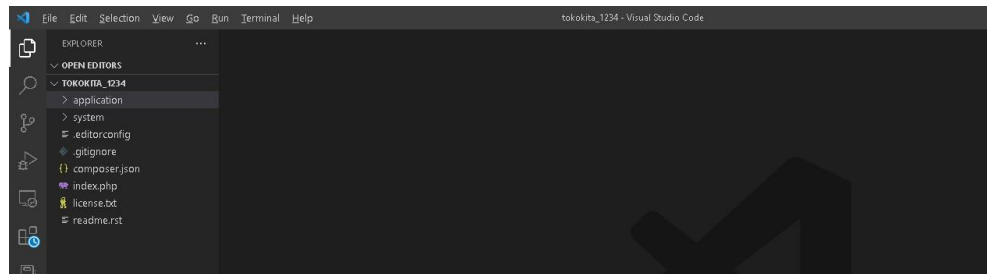 File Edit Selection View Go Run Terminal Help
tokokita_1234 - Visual Studio Code
EXPLORER
OPEN EDITORS
TOKOKITA_1234
application
system
.editorconfig
.gitignore
{} composer.json
index.php
license.txt
readme.rst